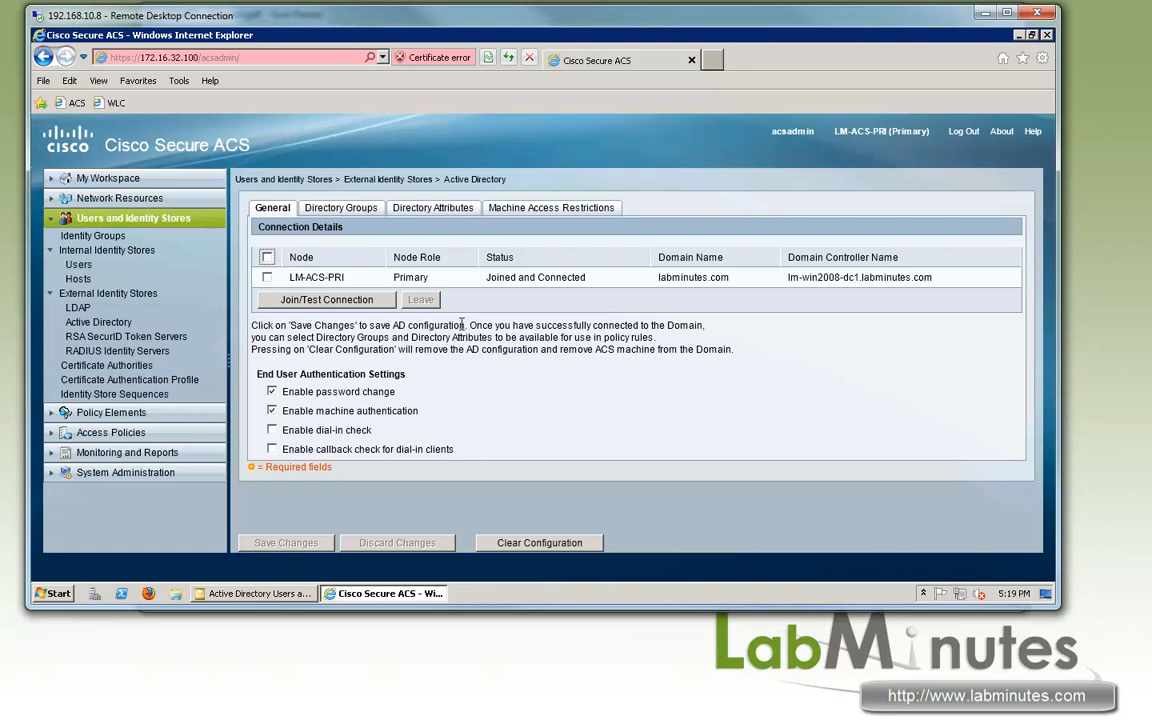 192.168.10.8 - Remote Desktop Connection
Cisco Secure ACS - Windows Internet Explorer
https://172.16.32.100/acsadmin/
Certificate error
Cisco Secure ACS
File Edit View Favorites Tools Help
ACS WLC
CISCO Cisco Secure ACS
acsadmin LM-ACS-PRI (Primary) Log Out About Help
My Workspace
Network Resources
Users and Identity Stores
Identity Groups
Internal Identity Stores
Users
Hosts
External Identity Stores
LDAP
Active Directory
RSA SecurID Token Servers
RADIUS Identity Servers
Certificate Authorities
Certificate Authentication Profile
Identity Store Sequences
Policy Elements
Access Policies
Monitoring and Reports
System Administration
Users and Identity Stores > External Identity Stores > Active Directory
General Directory Groups Directory Attributes Machine Access Restrictions
Connection Details
Node Node Role Status Domain Name Domain Controller Name
LM-ACS-PRI Primary Joined and Connected labminutes.com lm-win2008-dc1.labminutes.com
Join/Test Connection Leave
Click on 'Save Changes' to save AD configuration. Once you have successfully connected to the Domain,
you can select Directory Groups and Directory Attributes to be available for use in policy rules.
Pressing on 'Clear Configuration' will remove the AD configuration and remove ACS machine from the Domain.
End User Authentication Settings
Enable password change
Enable machine authentication
Enable dial-in check
Enable callback check for dial-in clients
= Required fields
Save Changes Discard Changes Clear Configuration
Start Active Directory Users a... Cisco Secure ACS - Wi... 5:19 PM
LabMinutes
http://www.labminutes.com